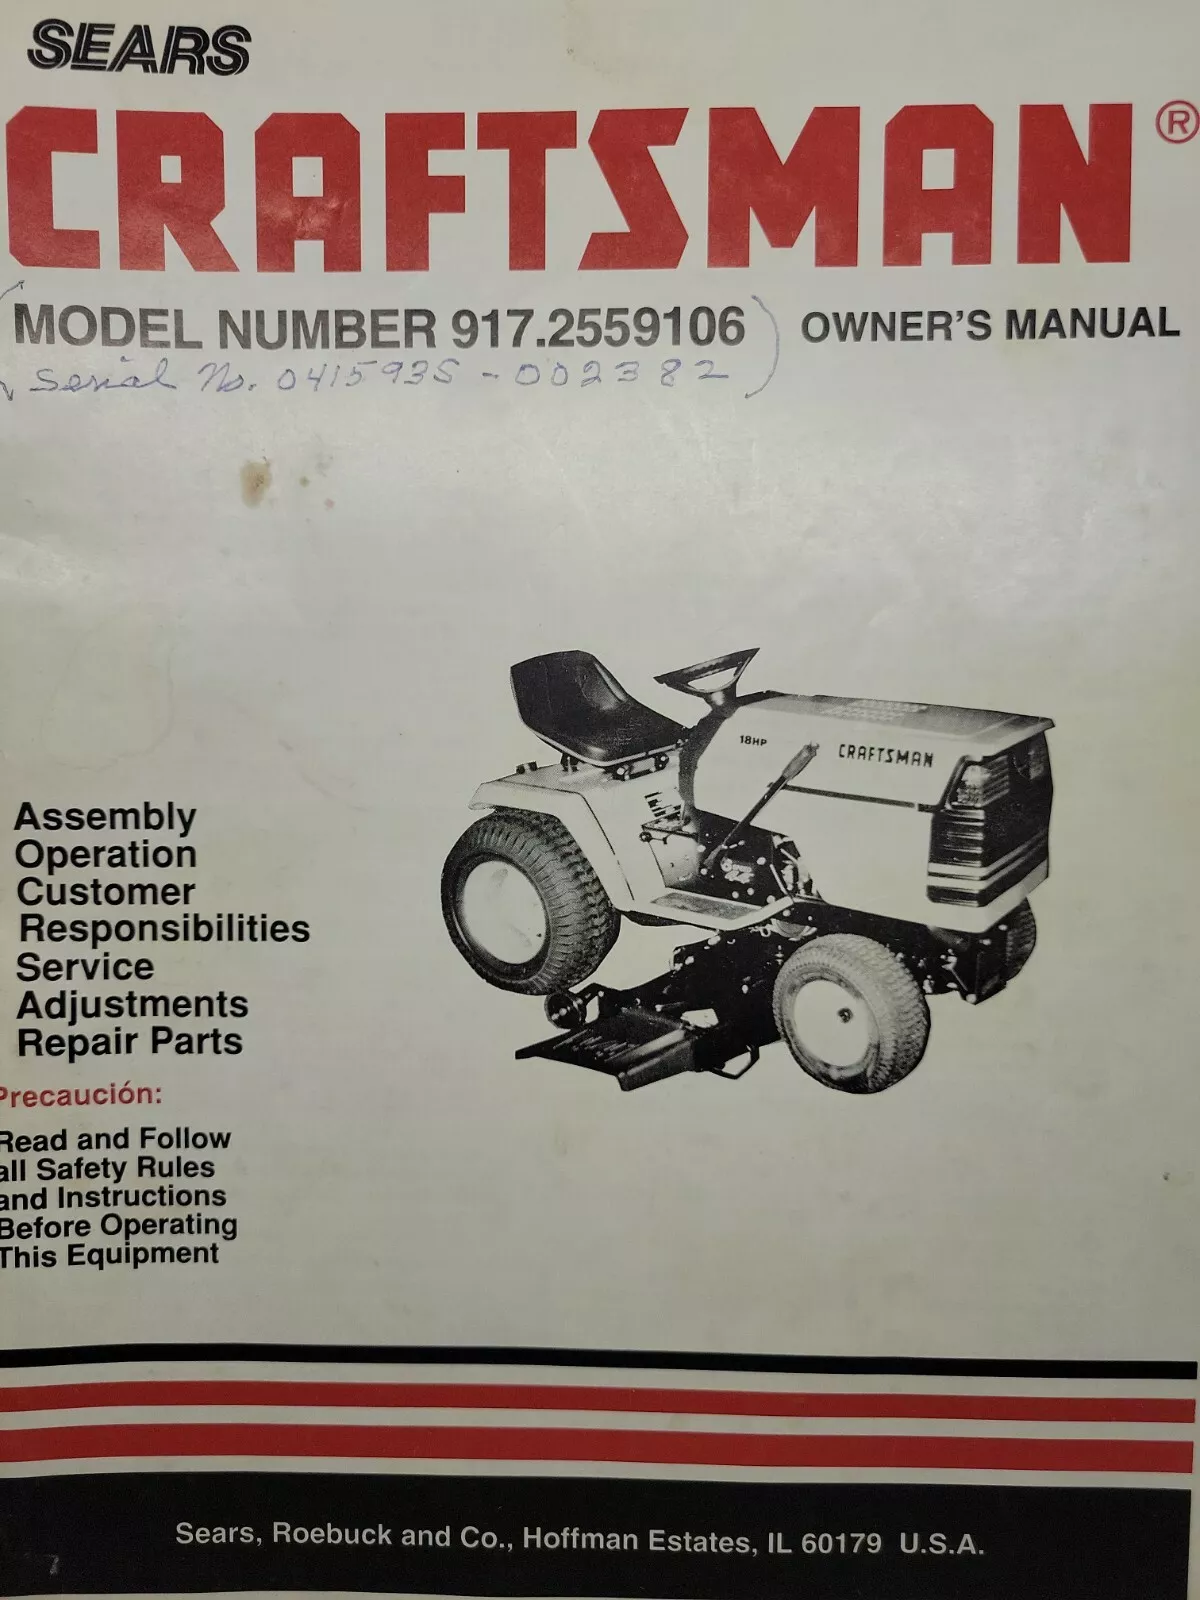 SEARS
CRAFTSMAN®
MODEL NUMBER 917.2559106 OWNER'S MANUAL
Serial No. 041593S - 002382
18HP CRAFTSMAN
Assembly
Operation
Customer
Responsibilities
Service
Adjustments
Repair Parts
Precaución:
Read and Follow
all Safety Rules
and Instructions
Before Operating
This Equipment
Sears, Roebuck and Co., Hoffman Estates, IL 60179 U.S.A.
7